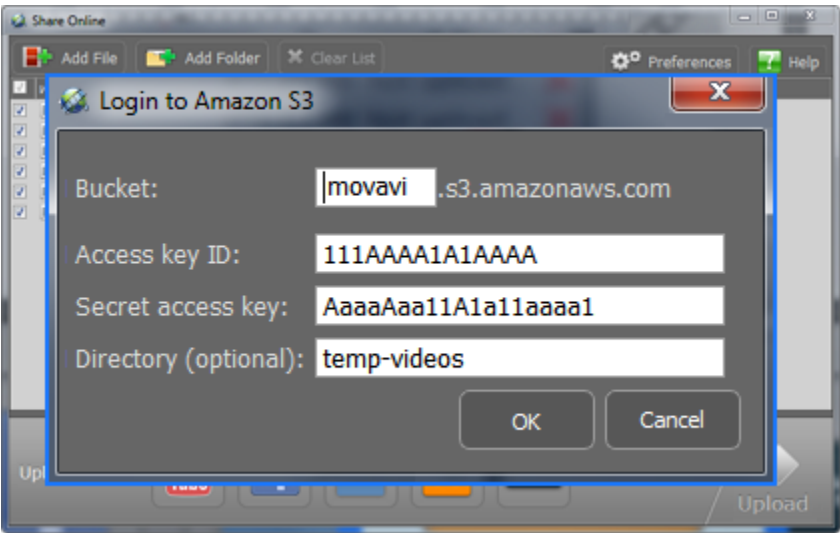 Share Online
Add File Add Folder Clear List Preferences Help
Login to Amazon S3
Bucket: movavi .s3.amazonaws.com
Access key ID: 111AAAA1A1AAAA
Secret access key: AaaaAaa11A1a11aaaa1
Directory (optional): temp-videos
OK Cancel
Upl
Upload